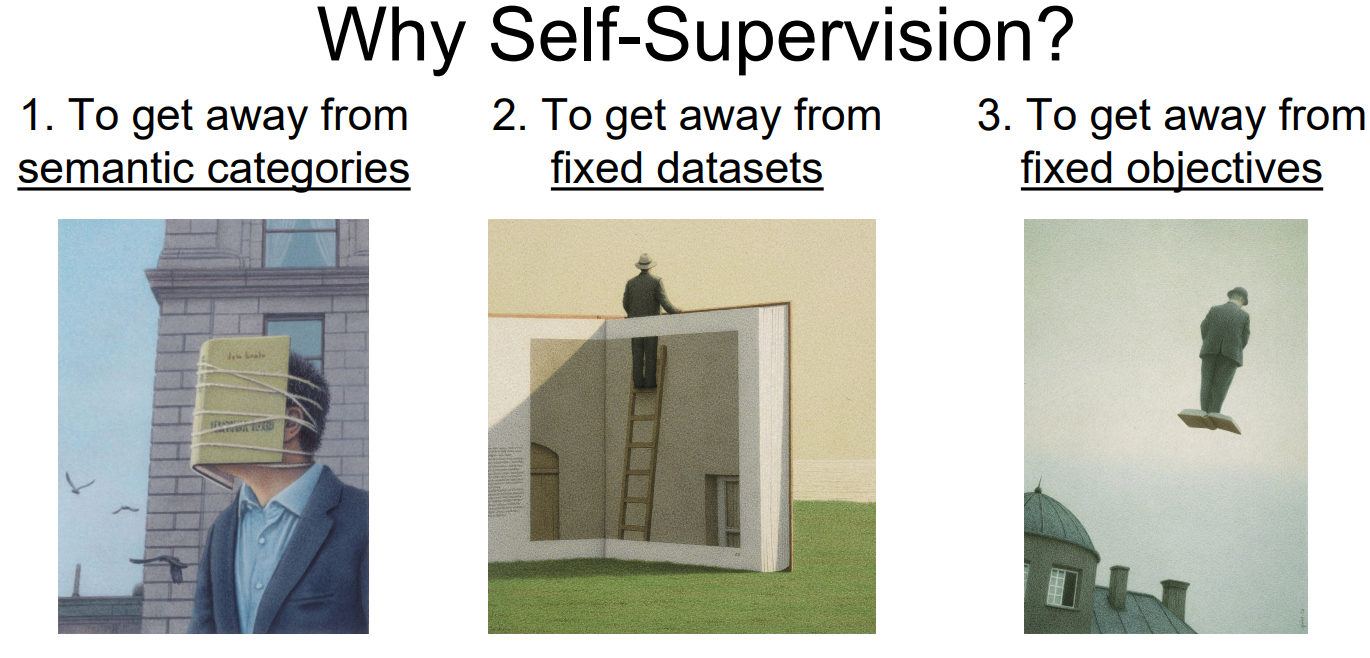 Why Self-Supervision?
1. To get away from
semantic categories
2. To get away from
fixed datasets
3. To get away from
fixed objectives